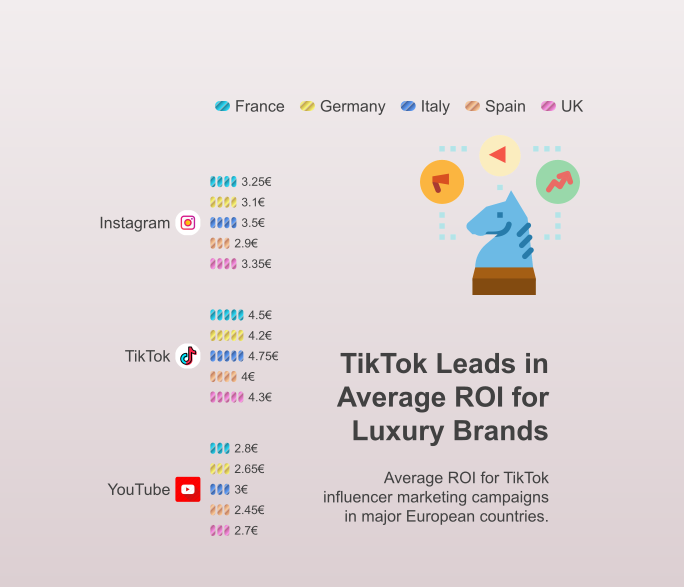 France Germany Italy Spain UK
Instagram
3.25€
3.1€
3.5€
2.9€
3.35€
TikTok
4.5€
4.2€
4.75€
4€
4.3€
YouTube
2.8€
2.65€
3€
2.45€
2.7€
TikTok Leads in
Average ROI for
Luxury Brands
Average ROI for TikTok
influencer marketing campaigns
in major European countries.